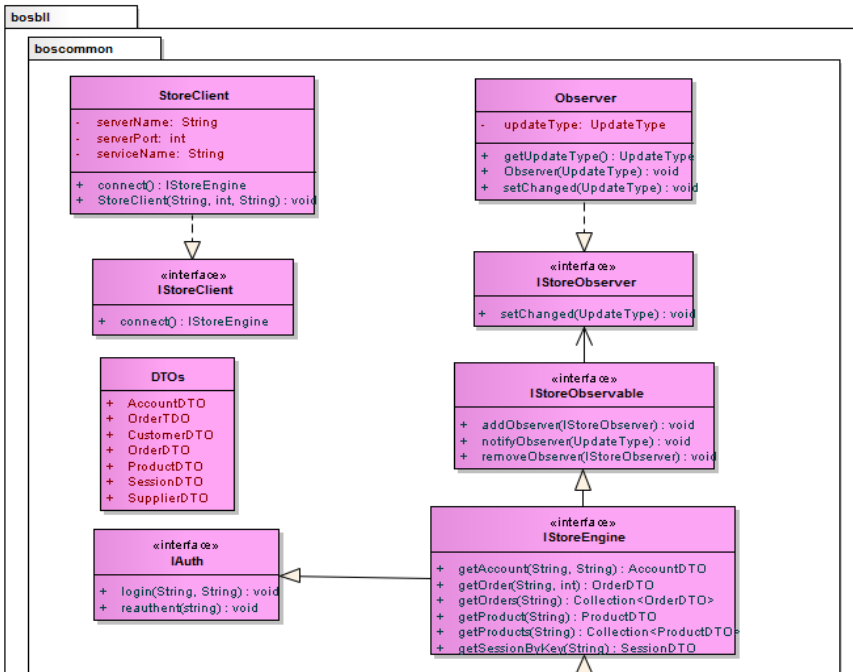 bosbll
boscommon
StoreClient
- serverName: String
- serverPort: int
- serviceName: String
+ connect() : IStoreEngine
+ StoreClient(String, int, String) : void
Observer
- updateType: UpdateType
+ getUpdateType() : UpdateType
+ Observer(UpdateType) : void
+ setChanged(UpdateType) : void
«interface»
IStoreClient
+ connect() : IStoreEngine
«interface»
IStoreObserver
+ setChanged(UpdateType) : void
DTOs
+ AccountDTO
+ OrderTDO
+ CustomerDTO
+ OrderDTO
+ ProductDTO
+ SessionDTO
+ SupplierDTO
«interface»
IStoreObservable
+ addObserver(IStoreObserver) : void
+ notifyObserver(UpdateType) : void
+ removeObserver(IStoreObserver) : void
«interface»
IAuth
+ login(String, String) : void
+ reauthent(string) : void
«interface»
IStoreEngine
+ getAccount(String, String) : AccountDTO
+ getOrder(String, int) : OrderDTO
+ getOrders(String) : Collection<OrderDTO>
+ getProduct(String) : ProductDTO
+ getProducts(String) : Collection<ProductDTO>
+ getSessionByKey(String) : SessionDTO